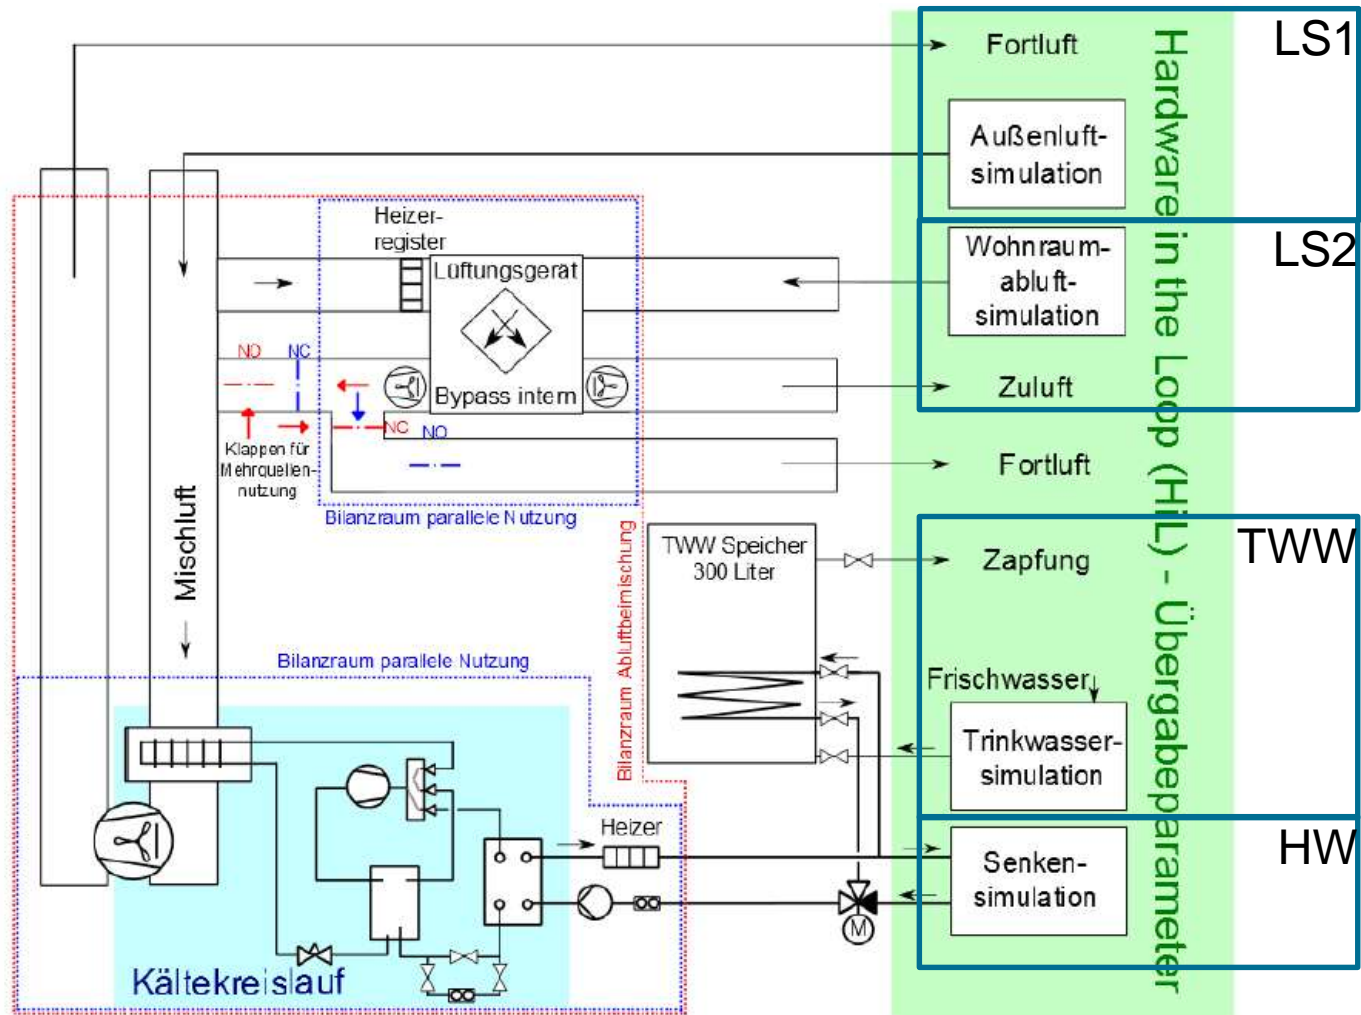 Fortluft
LS1
Außenluft-
simulation
Heizer-
register
Lüftungsgerät
Bypass intern
Wohnraum-
abluft-
simulation
LS2
NO
NC
Zuluft
NC
NO
Klappen für
Mehrquellen-
nutzung
Fortluft
Mischluft
Bilanzraum parallele Nutzung
TWW Speicher
300 Liter
Zapfung
TWW
Bilanzraum Abluftbeimischung
Bilanzraum parallele Nutzung
Frischwasser
Trinkwasser-
simulation
Heizer
Senken-
simulation
HW
M
Kältekreislauf
Hardware in the Loop (HiL) - Übergabeparameter